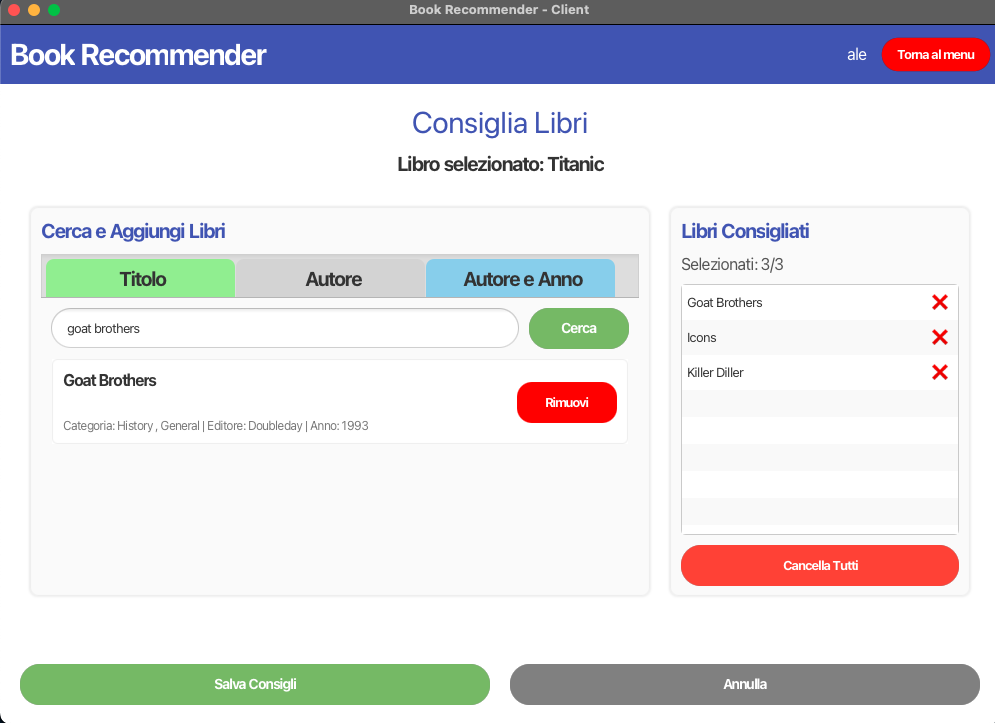 Book Recommender - Client
Book Recommender
ale
Torna al menu
Consiglia Libri
Libro selezionato: Titanic
Cerca e Aggiungi Libri
Titolo
Autore
Autore e Anno
goat brothers
Cerca
Goat Brothers
Rimuovi
Categoria: History , General | Editore: Doubleday | Anno: 1993
Libri Consigliati
Selezionati: 3/3
Goat Brothers
Icons
Killer Diller
Cancella Tutti
Salva Consigli
Annulla